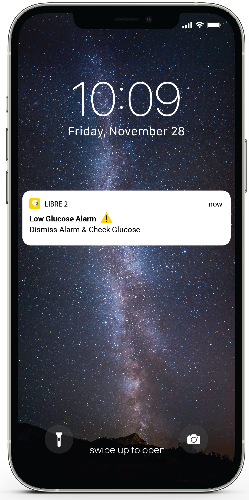 10:09
Friday, November 28
LIBRE 2
now
Low Glucose Alarm
Dismiss Alarm & Check Glucose
swipe up to open